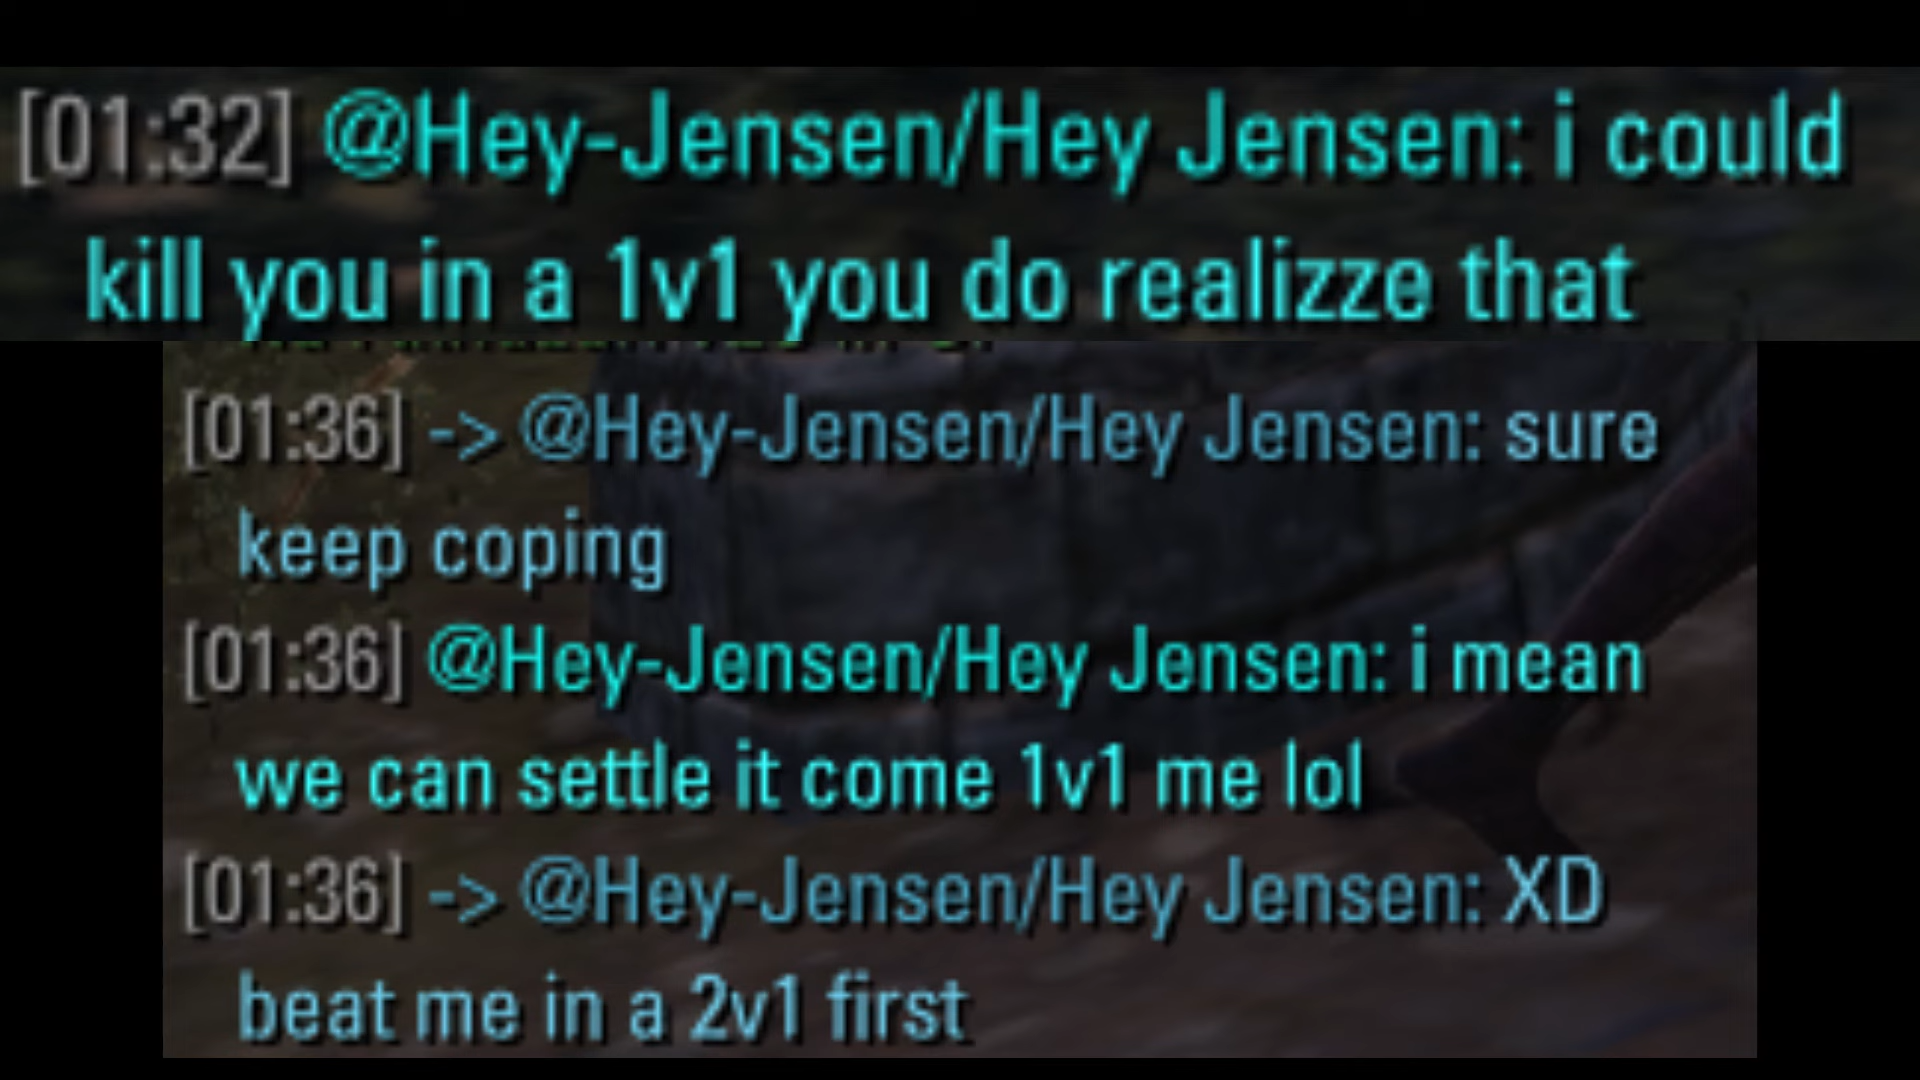 [01:32] @Hey-Jensen/Hey Jensen: i could
kill you in a 1v1 you do realizze that
[01:36] -> @Hey-Jensen/Hey Jensen: sure
keep coping
[01:36] @Hey-Jensen/Hey Jensen: i mean
we can settle it come 1v1 me lol
[01:36] -> @Hey-Jensen/Hey Jensen: XD
beat me in a 2v1 first